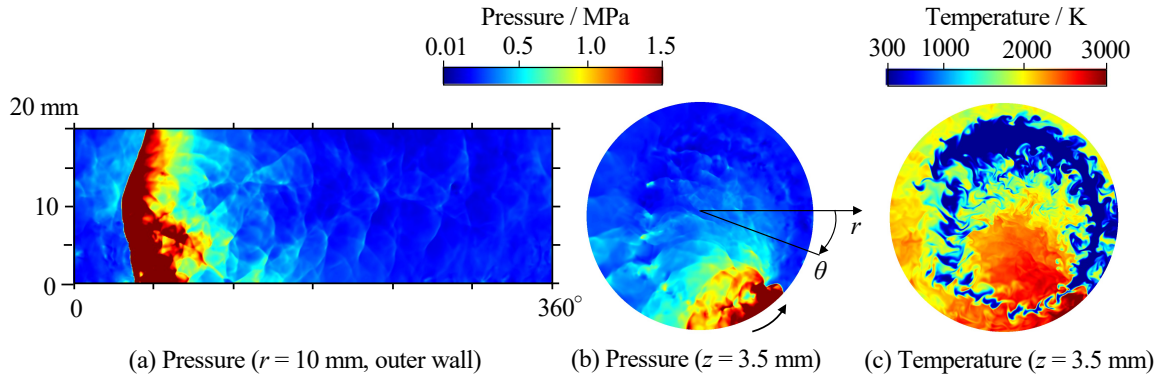 Pressure / MPa
0.01 0.5 1.0 1.5
Temperature / K
300 1000 2000 3000
20 mm
10
0
0
360°
r
θ
(a) Pressure (r = 10 mm, outer wall)
(b) Pressure (z = 3.5 mm)
(c) Temperature (z = 3.5 mm)